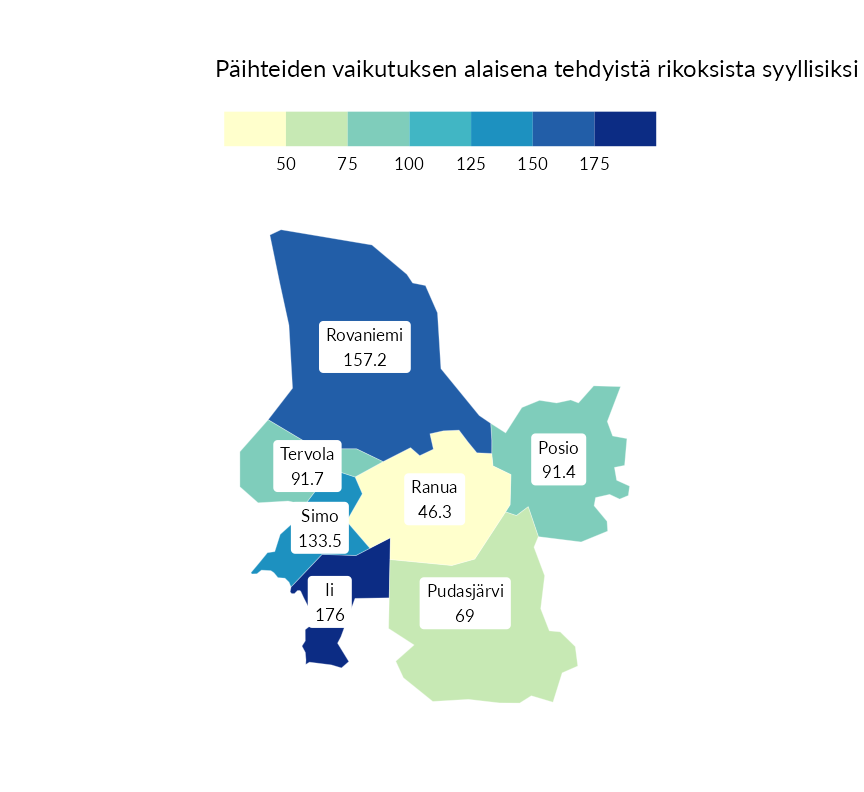 Päihteiden vaikutuksen alaisena tehdyistä rikoksista syyllisiksi
50 75 100 125 150 175
Rovaniemi
157.2
Posio
91.4
Tervola
91.7
Ranua
46.3
Simo
133.5
Ii
176
Pudasjärvi
69